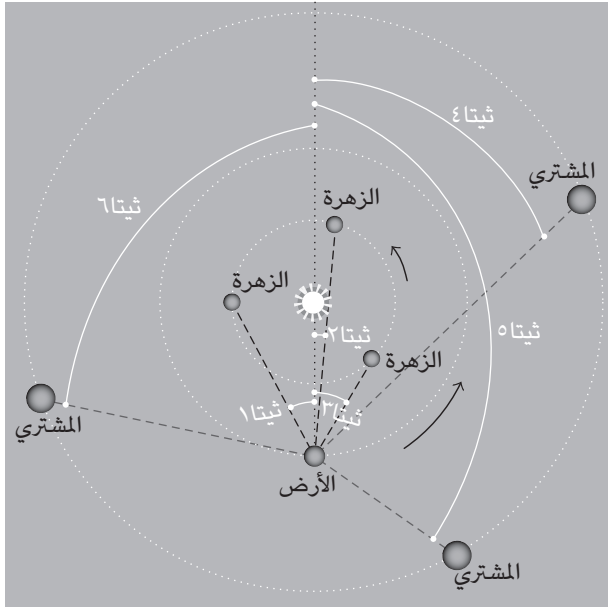 ثيتا٤
المشتري
ثيتا٦
الزهرة
الزهرة
ثيتا٢
ثيتا٥
الزهرة
ثيتا١
ثيتا٣
المشتري
الأرض
المشتري